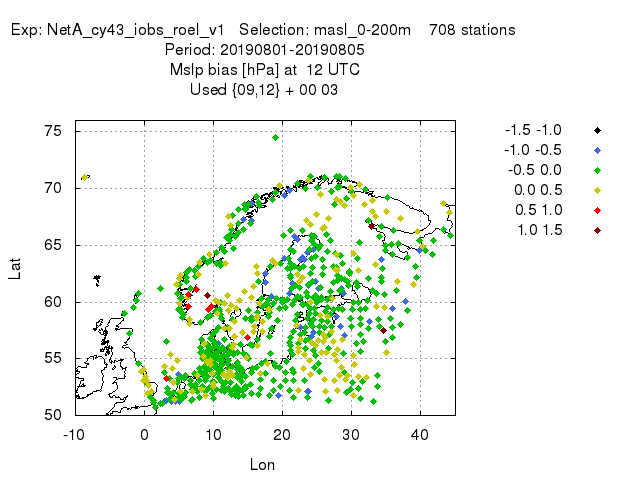 Exp: NetA_cy43_iobs_roel_v1   Selection: masl_0-200m    708 stations
Period: 20190801-20190805
Mslp bias [hPa] at  12 UTC
Used {09,12} + 00 03
75
70
65
60
55
50
-10 0 10 20 30 40
Lat
Lon
-1.5 -1.0
-1.0 -0.5
-0.5 0.0
0.0 0.5
0.5 1.0
1.0 1.5